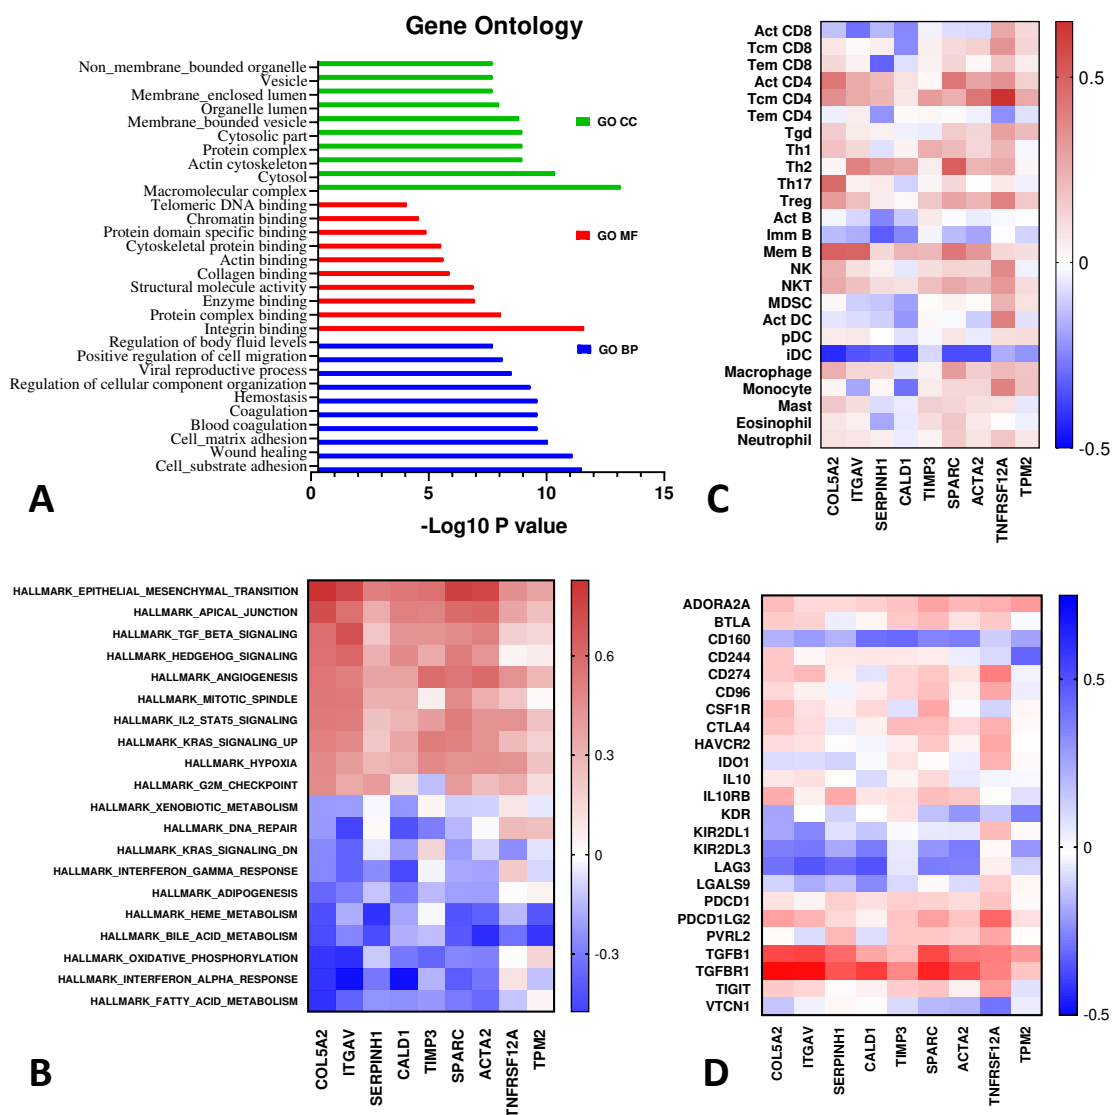 Gene Ontology
Non_membrane_bounded organelle
Vesicle
Membrane_enclosed lumen
Organelle lumen
Membrane_bounded vesicle
Cytosolic part
Protein complex
Actin cytoskeleton
Cytosol
Macromolecular complex
Telomeric DNA binding
Chromatin binding
Protein domain specific binding
Cytoskeletal protein binding
Actin binding
Collagen binding
Structural molecule activity
Enzyme binding
Protein complex binding
Integrin binding
Regulation of body fluid levels
Positive regulation of cell migration
Viral reproductive process
Regulation of cellular component organization
Hemostasis
Coagulation
Blood coagulation
Cell_matrix adhesion
Wound healing
Cell_substrate adhesion
GO CC
GO MF
GO BP
0 5 10 15
-Log10 P value
A
Act CD8
Tcm CD8
Tem CD8
Act CD4
Tcm CD4
Tem CD4
Tgd
Th1
Th2
Th17
Treg
Act B
Imm B
Mem B
NK
NKT
MDSC
Act DC
pDC
iDC
Macrophage
Monocyte
Mast
Eosinophil
Neutrophil
COL5A2
ITGAV
SERPINH1
CALD1
TIMP3
SPARC
ACTA2
TNFRSF12A
TPM2
0.5
0
-0.5
C
HALLMARK_EPITHELIAL_MESENCHYMAL_TRANSITION
HALLMARK_APICAL_JUNCTION
HALLMARK_TGF_BETA_SIGNALING
HALLMARK_HEDGEHOG_SIGNALING
HALLMARK_ANGIOGENESIS
HALLMARK_MITOTIC_SPINDLE
HALLMARK_IL2_STAT5_SIGNALING
HALLMARK_KRAS_SIGNALING_UP
HALLMARK_HYPOXIA
HALLMARK_G2M_CHECKPOINT
HALLMARK_XENOBIOTIC_METABOLISM
HALLMARK_DNA_REPAIR
HALLMARK_KRAS_SIGNALING_DN
HALLMARK_INTERFERON_GAMMA_RESPONSE
HALLMARK_ADIPOGENESIS
HALLMARK_HEME_METABOLISM
HALLMARK_BILE_ACID_METABOLISM
HALLMARK_OXIDATIVE_PHOSPHORYLATION
HALLMARK_INTERFERON_ALPHA_RESPONSE
HALLMARK_FATTY_ACID_METABOLISM
COL5A2
ITGAV
SERPINH1
CALD1
TIMP3
SPARC
ACTA2
TNFRSF12A
TPM2
0.6
0.3
0
-0.3
B
ADORA2A
BTLA
CD160
CD244
CD274
CD96
CSF1R
CTLA4
HAVCR2
IDO1
IL10
IL10RB
KDR
KIR2DL1
KIR2DL3
LAG3
LGALS9
PDCD1
PDCD1LG2
PVRL2
TGFB1
TGFBR1
TIGIT
VTCN1
COL5A2
ITGAV
SERPINH1
CALD1
TIMP3
SPARC
ACTA2
TNFRSF12A
TPM2
0.5
0
-0.5
D